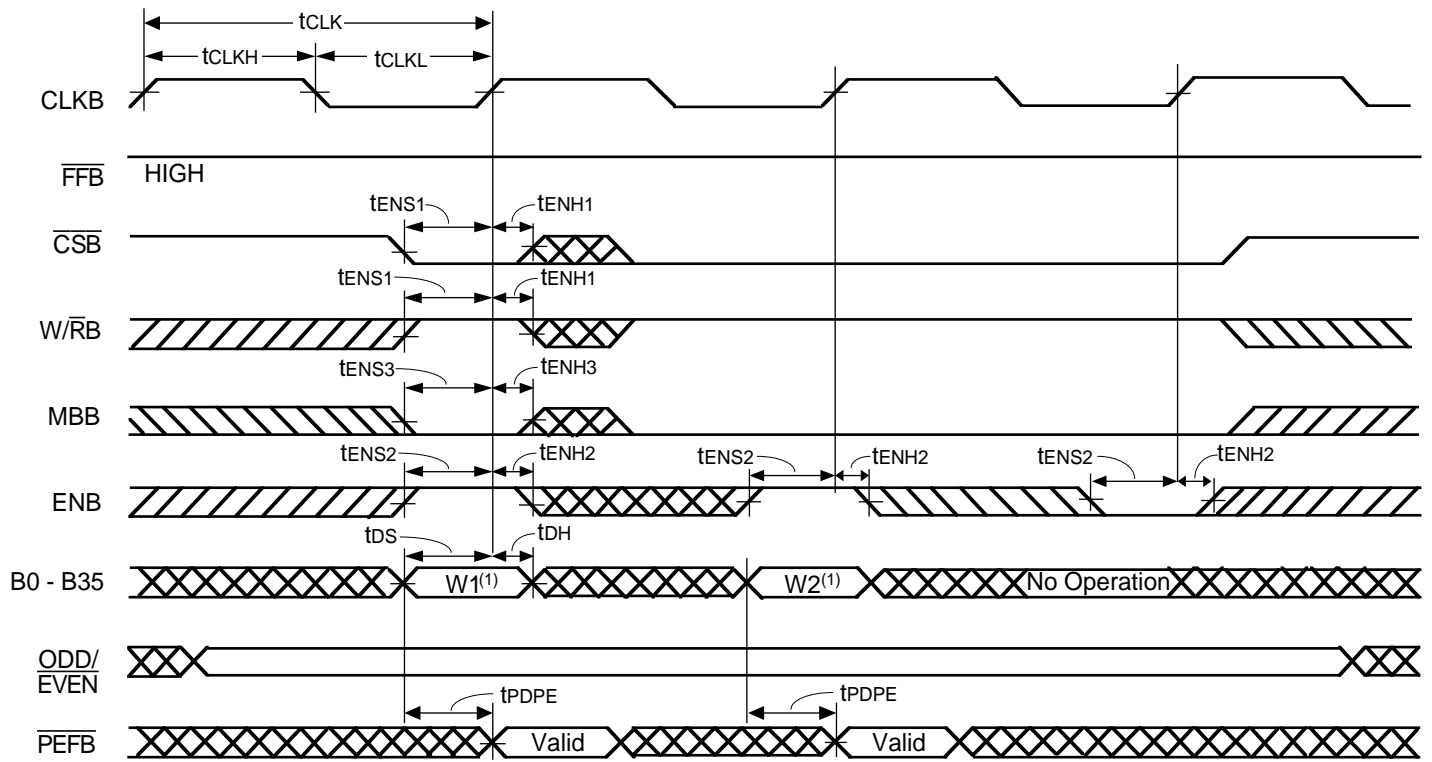 tCLK
tCLKH
tCLKL
CLKB
FFB
HIGH
tENS1
tENH1
CSB
tENS1
tENH1
W/RB
tENS3
tENH3
MBB
tENS2
tENH2
tENS2
tENH2
tENS2
tENH2
ENB
tDS
tDH
B0 - B35
W1(1)
W2(1)
No Operation
ODD/
EVEN
tPDPE
tPDPE
PEFB
Valid
Valid